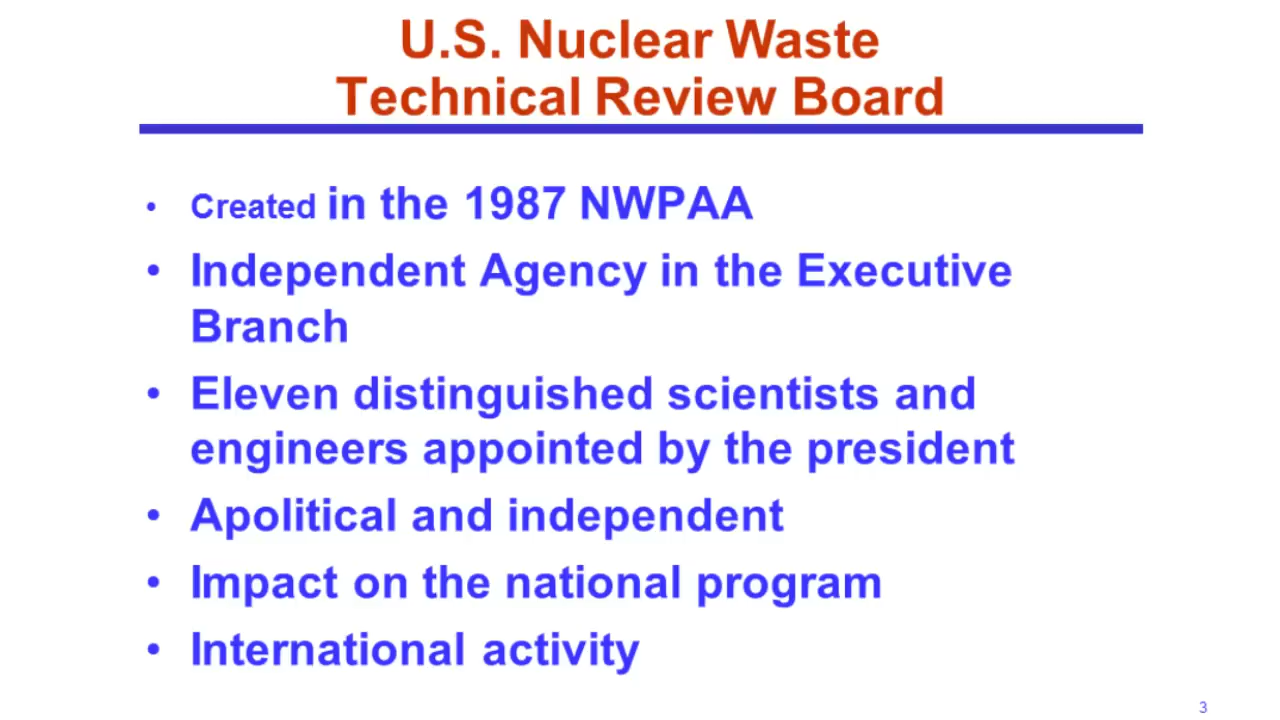 U.S. Nuclear Waste
Technical Review Board
• Created in the 1987 NWPAA
• Independent Agency in the Executive
Branch
• Eleven distinguished scientists and
engineers appointed by the president
• Apolitical and independent
• Impact on the national program
• International activity
3